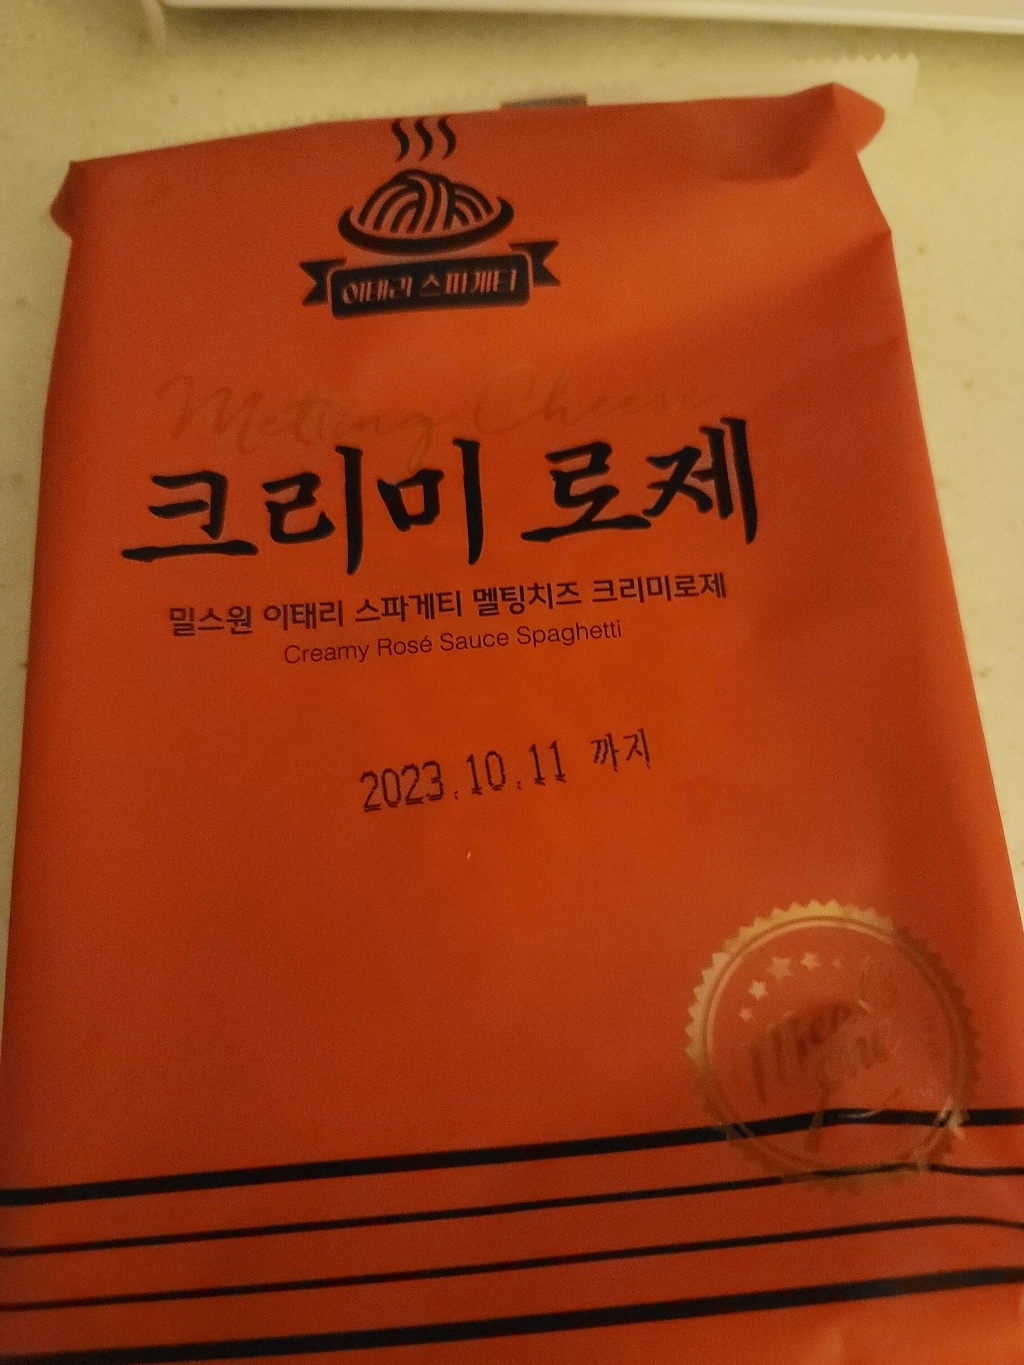 이태리 스파게티
Melting Cheese
크리미 로제
밀스원 이태리 스파게티 멜팅치즈 크리미로제
Creamy Rosé Sauce Spaghetti
2023.10.11 까지